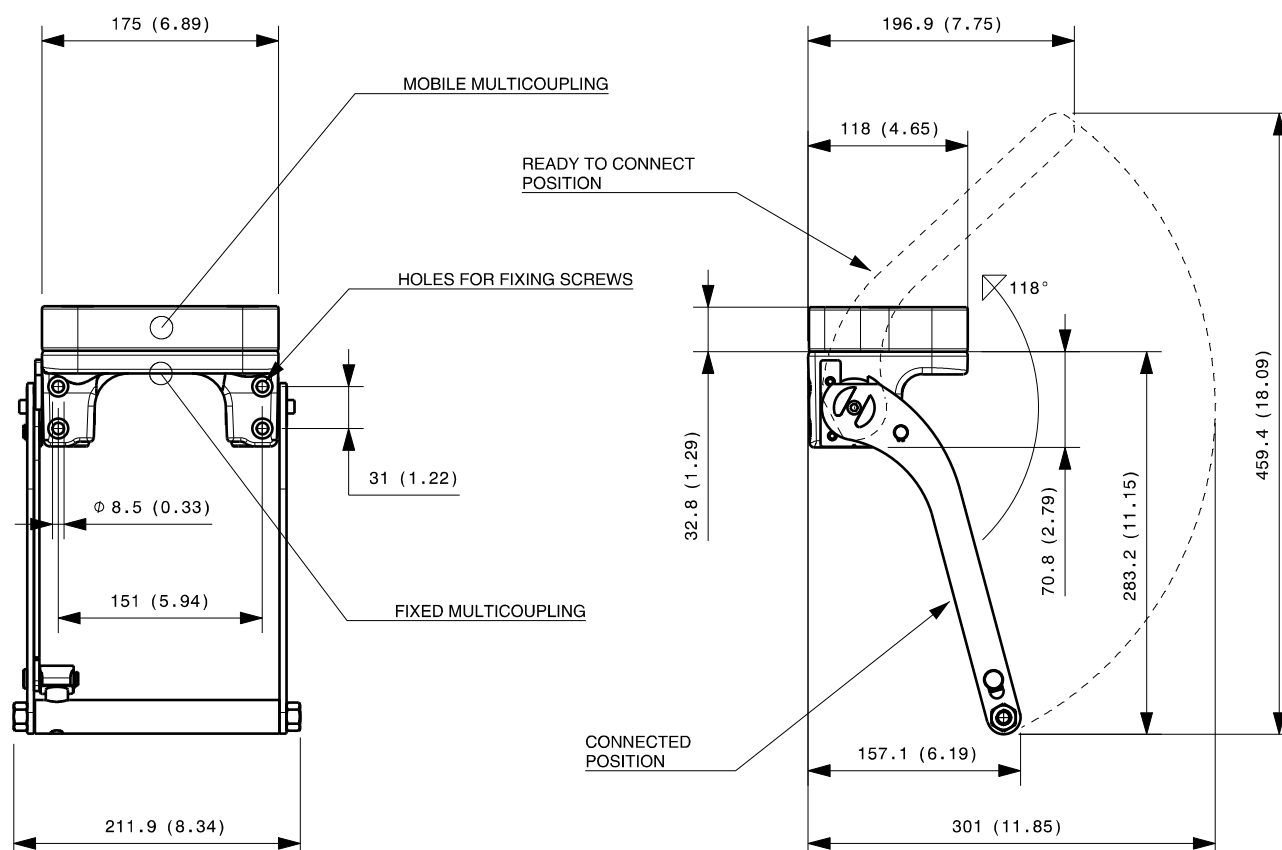 175 (6.89)
196.9 (7.75)
MOBILE MULTICOUPLING
118 (4.65)
READY TO CONNECT
POSITION
HOLES FOR FIXING SCREWS
118°
459.4 (18.09)
32.8 (1.29)
31 (1.22)
ϕ 8.5 (0.33)
70.8 (2.79)
283.2 (11.15)
151 (5.94)
FIXED MULTICOUPLING
CONNECTED
POSITION
157.1 (6.19)
211.9 (8.34)
301 (11.85)